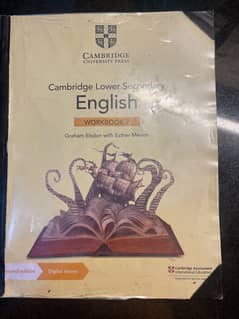 CAMBRIDGE
UNIVERSITY PRESS
Cambridge Lower Secondary
English
WORKBOOK 7
Graham Elsdon with Esther Menon
Second edition
Digital access
Cambridge Assessment
International Education